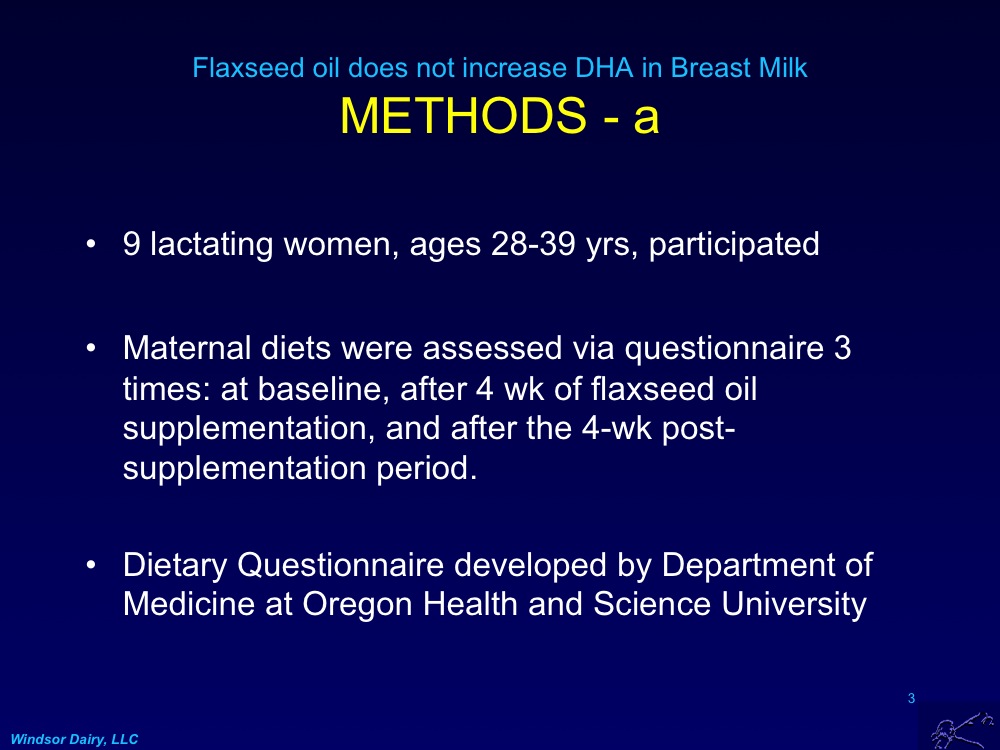 Flaxseed oil does not increase DHA in Breast Milk
METHODS - a
• 9 lactating women, ages 28-39 yrs, participated
• Maternal diets were assessed via questionnaire 3
times: at baseline, after 4 wk of flaxseed oil
supplementation, and after the 4-wk post-
supplementation period.
• Dietary Questionnaire developed by Department of
Medicine at Oregon Health and Science University
3
Windsor Dairy, LLC